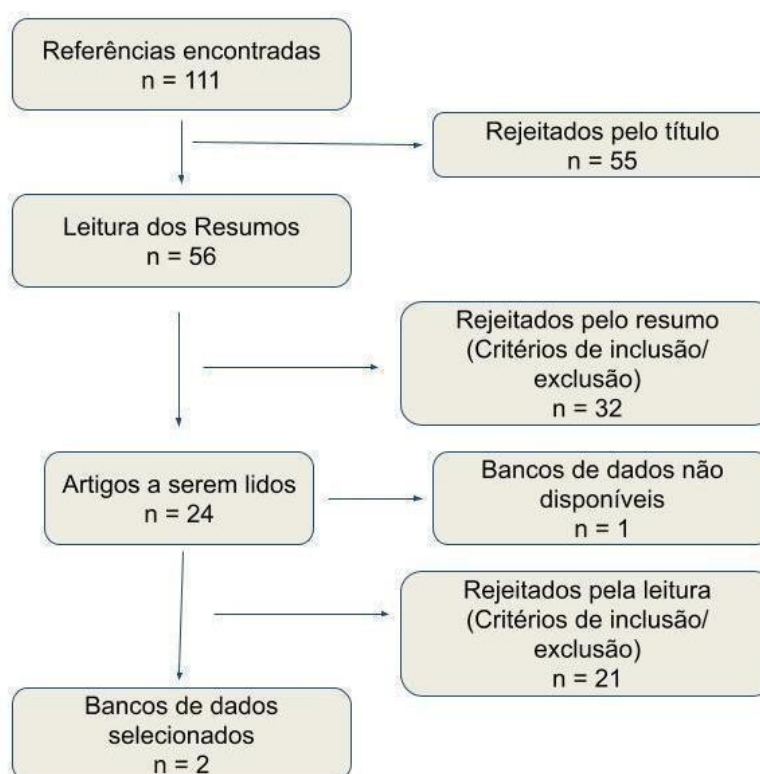 Referências encontradas
n = 111
Rejeitados pelo título
n = 55
Leitura dos Resumos
n = 56
Rejeitados pelo resumo
(Critérios de inclusão/
exclusão)
n = 32
Artigos a serem lidos
n = 24
Bancos de dados não
disponíveis
n = 1
Rejeitados pela leitura
(Critérios de inclusão/
exclusão)
n = 21
Bancos de dados
selecionados
n = 2